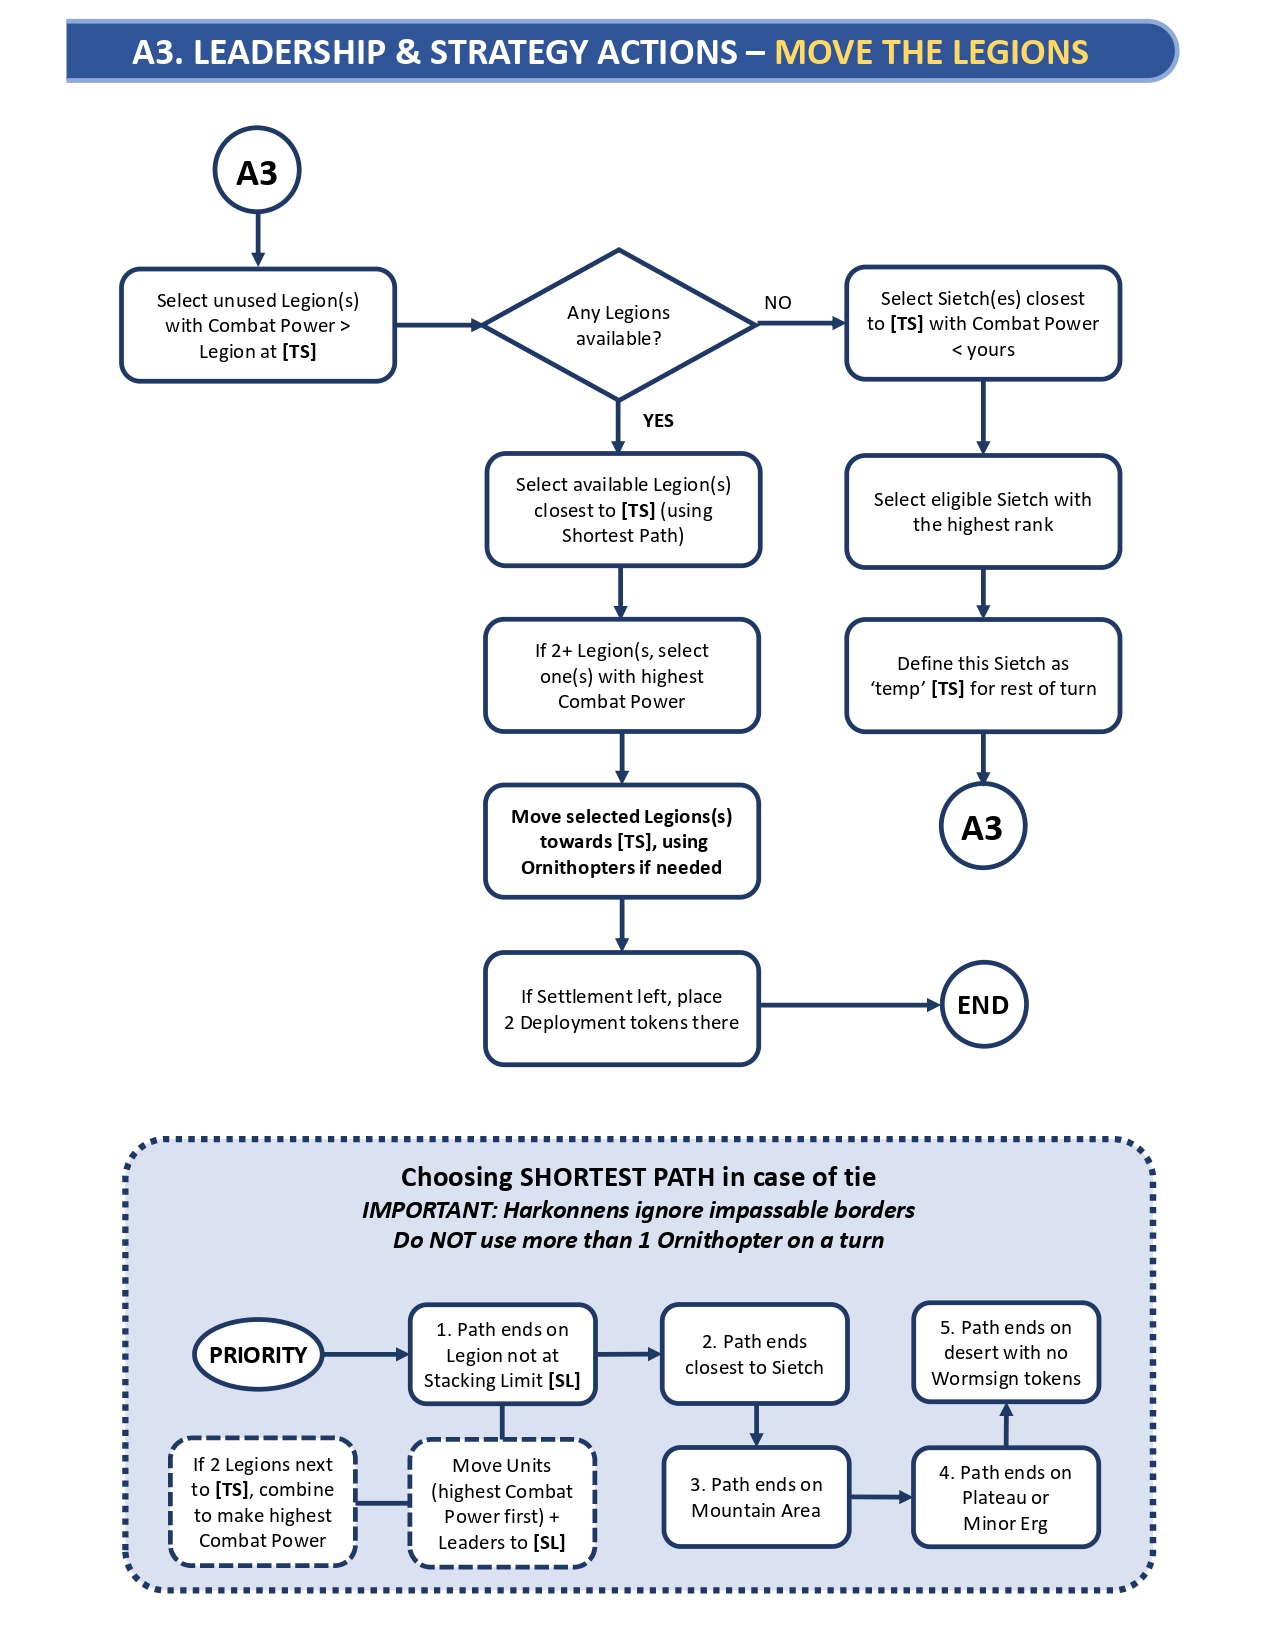 A3. LEADERSHIP & STRATEGY ACTIONS – MOVE THE LEGIONS
A3
Select unused Legion(s)
with Combat Power >
Legion at [TS]
Any Legions
available?
NO
Select Sietch(es) closest
to [TS] with Combat Power
< yours
YES
Select available Legion(s)
closest to [TS] (using
Shortest Path)
Select eligible Sietch with
the highest rank
If 2+ Legion(s, select
one(s) with highest
Combat Power
Define this Sietch as
‘temp’ [TS] for rest of turn
Move selected Legions(s)
towards [TS], using
Ornithopters if needed
A3
If Settlement left, place
2 Deployment tokens there
END
Choosing SHORTEST PATH in case of tie
IMPORTANT: Harkonnens ignore impassable borders
Do NOT use more than 1 Ornithopter on a turn
PRIORITY
1. Path ends on
Legion not at
Stacking Limit [SL]
2. Path ends
closest to Sietch
5. Path ends on
desert with no
Wormsign tokens
If 2 Legions next
to [TS], combine
to make highest
Combat Power
Move Units
(highest Combat
Power first) +
Leaders to [SL]
3. Path ends on
Mountain Area
4. Path ends on
Plateau or
Minor Erg